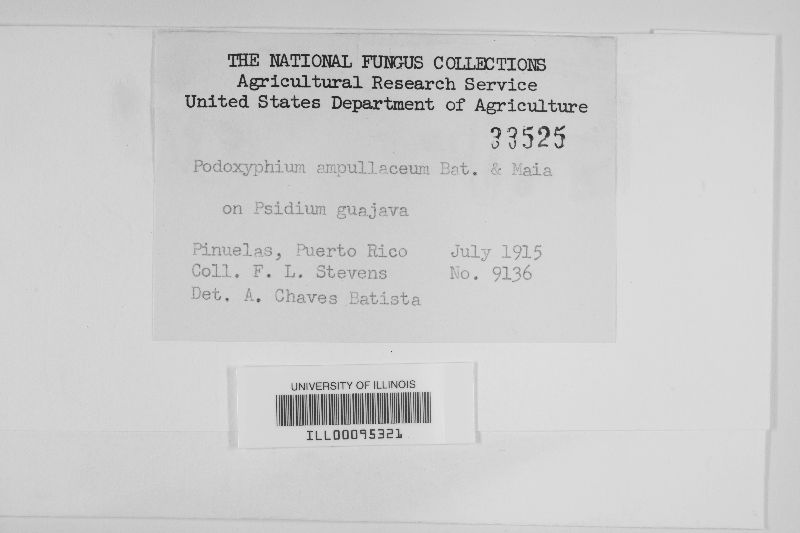 THE NATIONAL FUNGUS COLLECTIONS
Agricultural Research Service
United States Department of Agriculture
33525
Podoxyphium ampullaceum Bat. & Maia
on Psidium guajava
Pinuelas, Puerto Rico July 1915
Coll. F. L. Stevens No. 9136
Det. A. Chaves Batista
UNIVERSITY OF ILLINOIS
ILL00095321